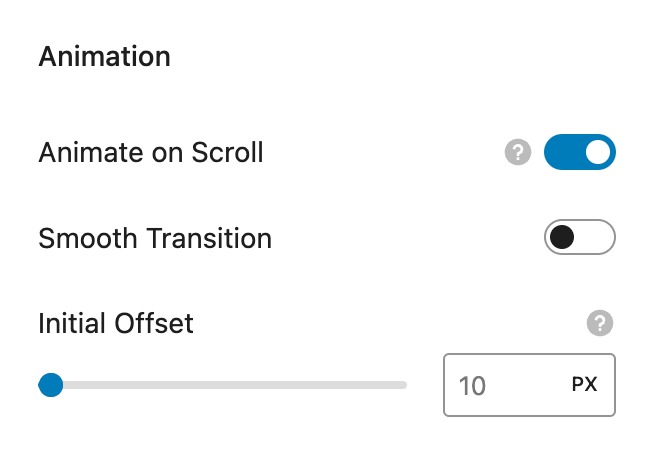 Animation
Animate on Scroll ?
Smooth Transition
Initial Offset ?
10 PX